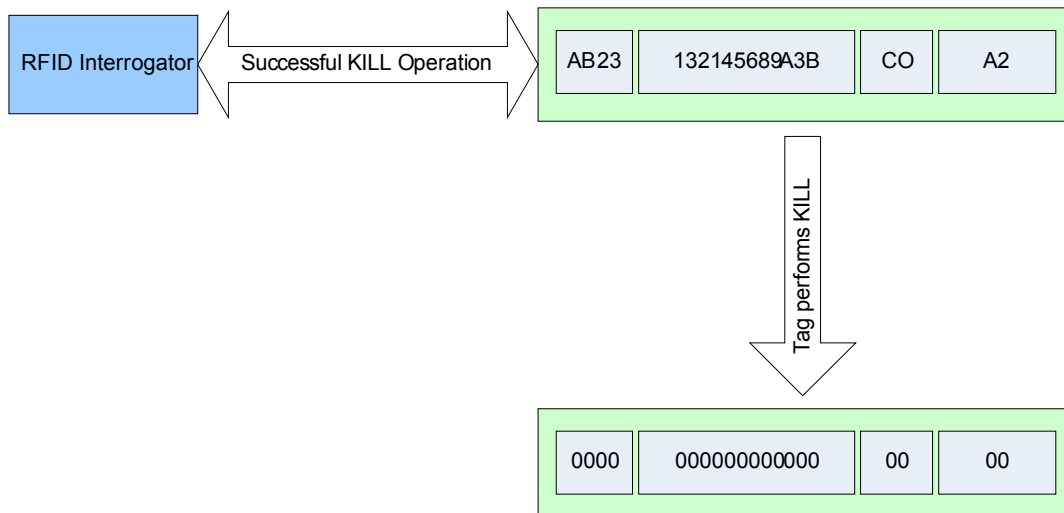 RFID Interrogator
Successful KILL Operation
AB23 132145689A3B CO A2
Tag performs KILL
0000 000000000000 00 00